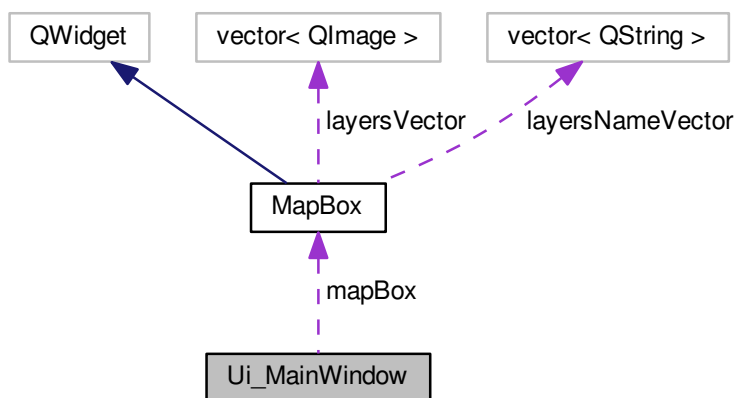 QWidget
vector< QImage >
vector< QString >
layersVector
layersNameVector
MapBox
mapBox
Ui_MainWindow